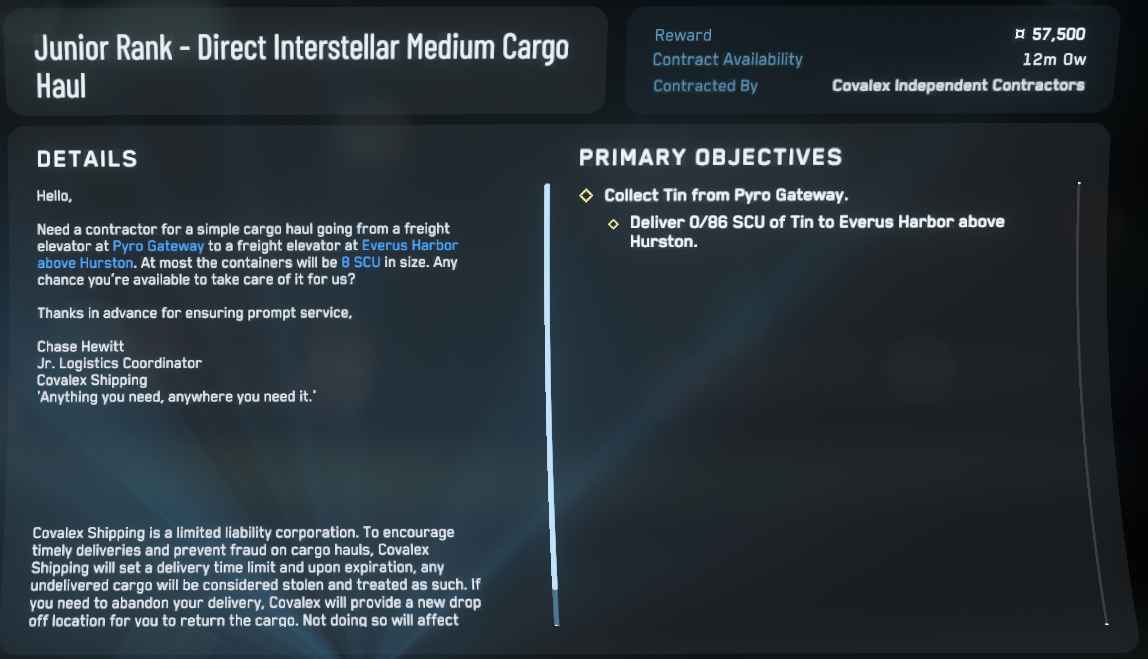 Junior Rank - Direct Interstellar Medium Cargo
Haul
Reward ¤ 57,500
Contract Availability 12m 0w
Contracted By Covalex Independent Contractors
DETAILS
Hello,
Need a contractor for a simple cargo haul going from a freight
elevator at Pyro Gateway to a freight elevator at Everus Harbor
above Hurston. At most the containers will be 8 SCU in size. Any
chance you're available to take care of it for us?
Thanks in advance for ensuring prompt service,
Chase Hewitt
Jr. Logistics Coordinator
Covalex Shipping
'Anything you need, anywhere you need it.'
Covalex Shipping is a limited liability corporation. To encourage
timely deliveries and prevent fraud on cargo hauls, Covalex
Shipping will set a delivery time limit and upon expiration, any
undelivered cargo will be considered stolen and treated as such. If
you need to abandon your delivery, Covalex will provide a new drop
off location for you to return the cargo. Not doing so will affect
PRIMARY OBJECTIVES
Collect Tin from Pyro Gateway.
Deliver 0/86 SCU of Tin to Everus Harbor above
Hurston.